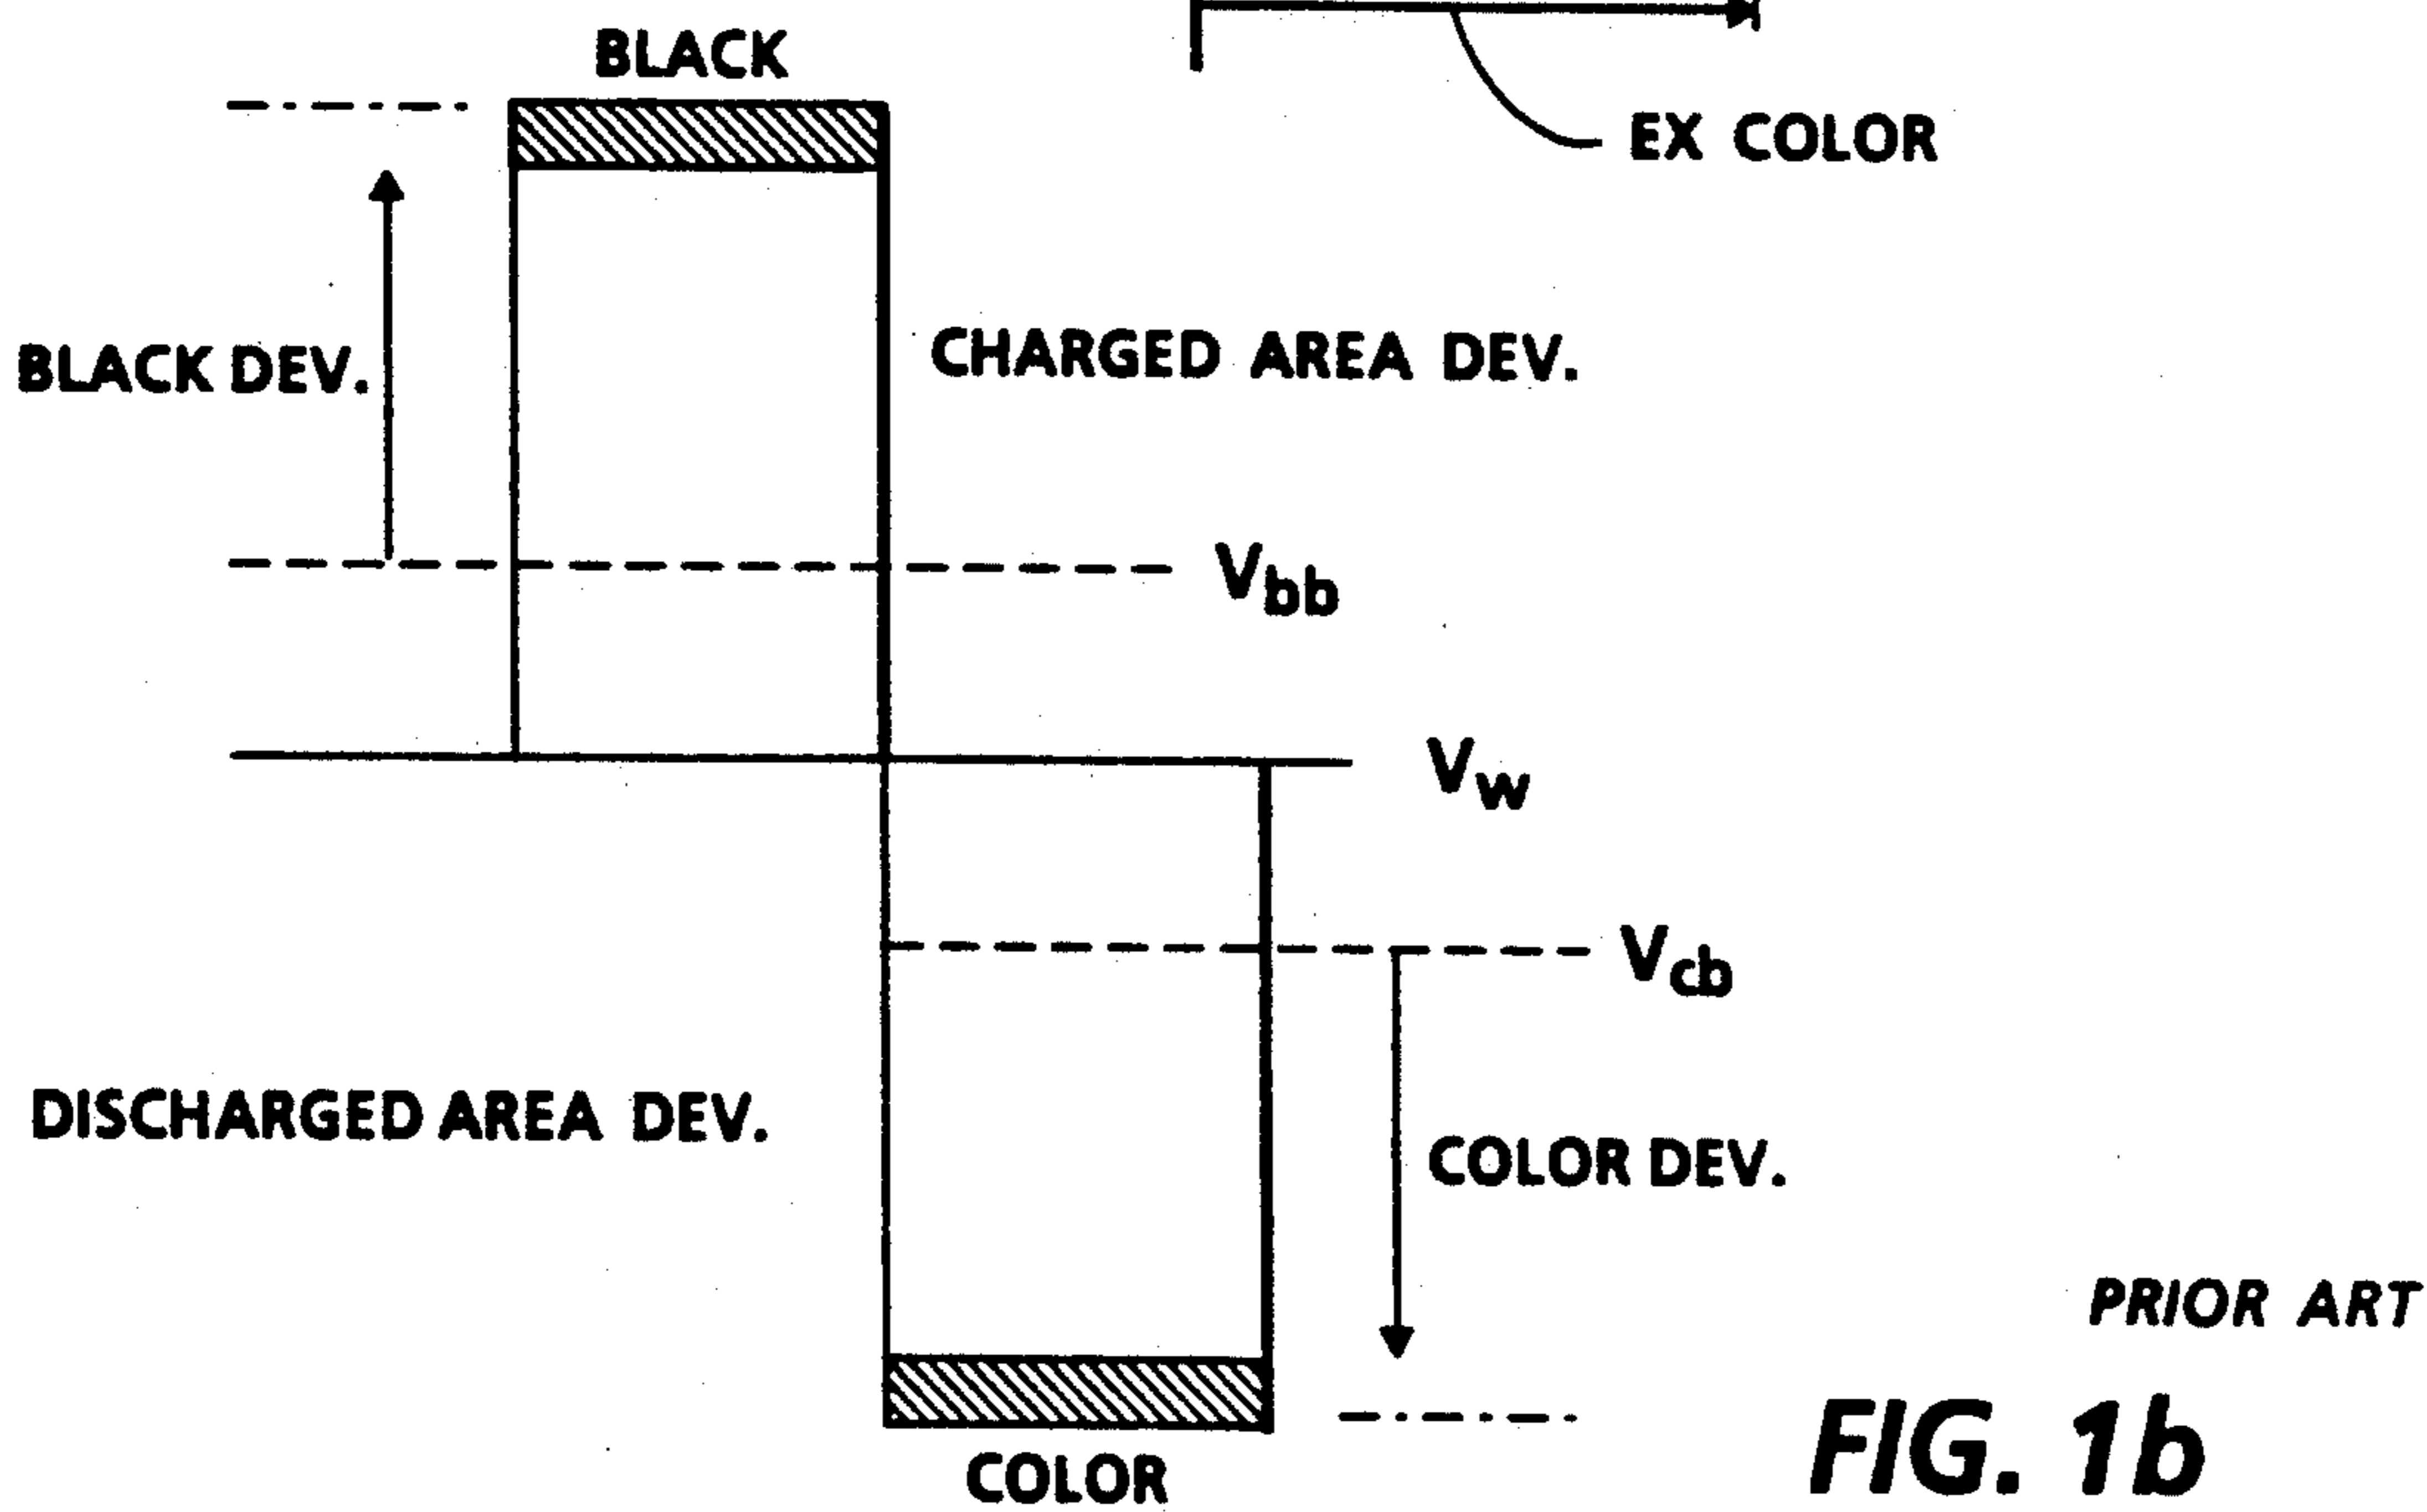 BLACK
EX COLOR
BLACK DEV.
CHARGED AREA DEV.
Vbb
Vw
Vcb
DISCHARGED AREA DEV.
COLOR DEV.
PRIOR ART
FIG. 1b
COLOR